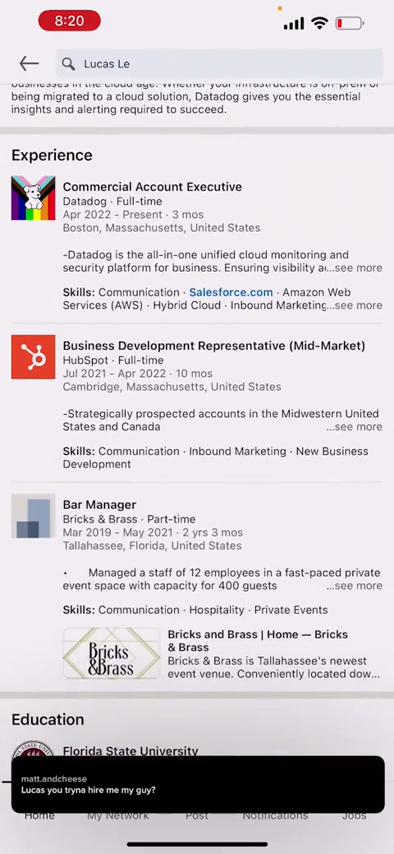 8:20
Lucas Le
businesses in the cloud age. Whether your infrastructure is on-prem or
being migrated to a cloud solution, Datadog gives you the essential
insights and alerting required to succeed.
Experience
Commercial Account Executive
Datadog · Full-time
Apr 2022 - Present · 3 mos
Boston, Massachusetts, United States
-Datadog is the all-in-one unified cloud monitoring and
security platform for business. Ensuring visibility a...see more
Skills: Communication · Salesforce.com · Amazon Web
Services (AWS) · Hybrid Cloud · Inbound Marketing...see more
Business Development Representative (Mid-Market)
HubSpot · Full-time
Jul 2021 - Apr 2022 · 10 mos
Cambridge, Massachusetts, United States
-Strategically prospected accounts in the Midwestern United
States and Canada ...see more
Skills: Communication · Inbound Marketing · New Business
Development
Bar Manager
Bricks & Brass · Part-time
Mar 2019 - May 2021 · 2 yrs 3 mos
Tallahassee, Florida, United States
• Managed a staff of 12 employees in a fast-paced private
event space with capacity for 400 guests ...see more
Skills: Communication · Hospitality · Private Events
Bricks
&Brass
Bricks and Brass | Home — Bricks
& Brass
Bricks & Brass is Tallahassee's newest
event venue. Conveniently located dow...
Education
Florida State University
matt.andcheese
Lucas you tryna hire me my guy?
Home My Network Post Notifications Jobs